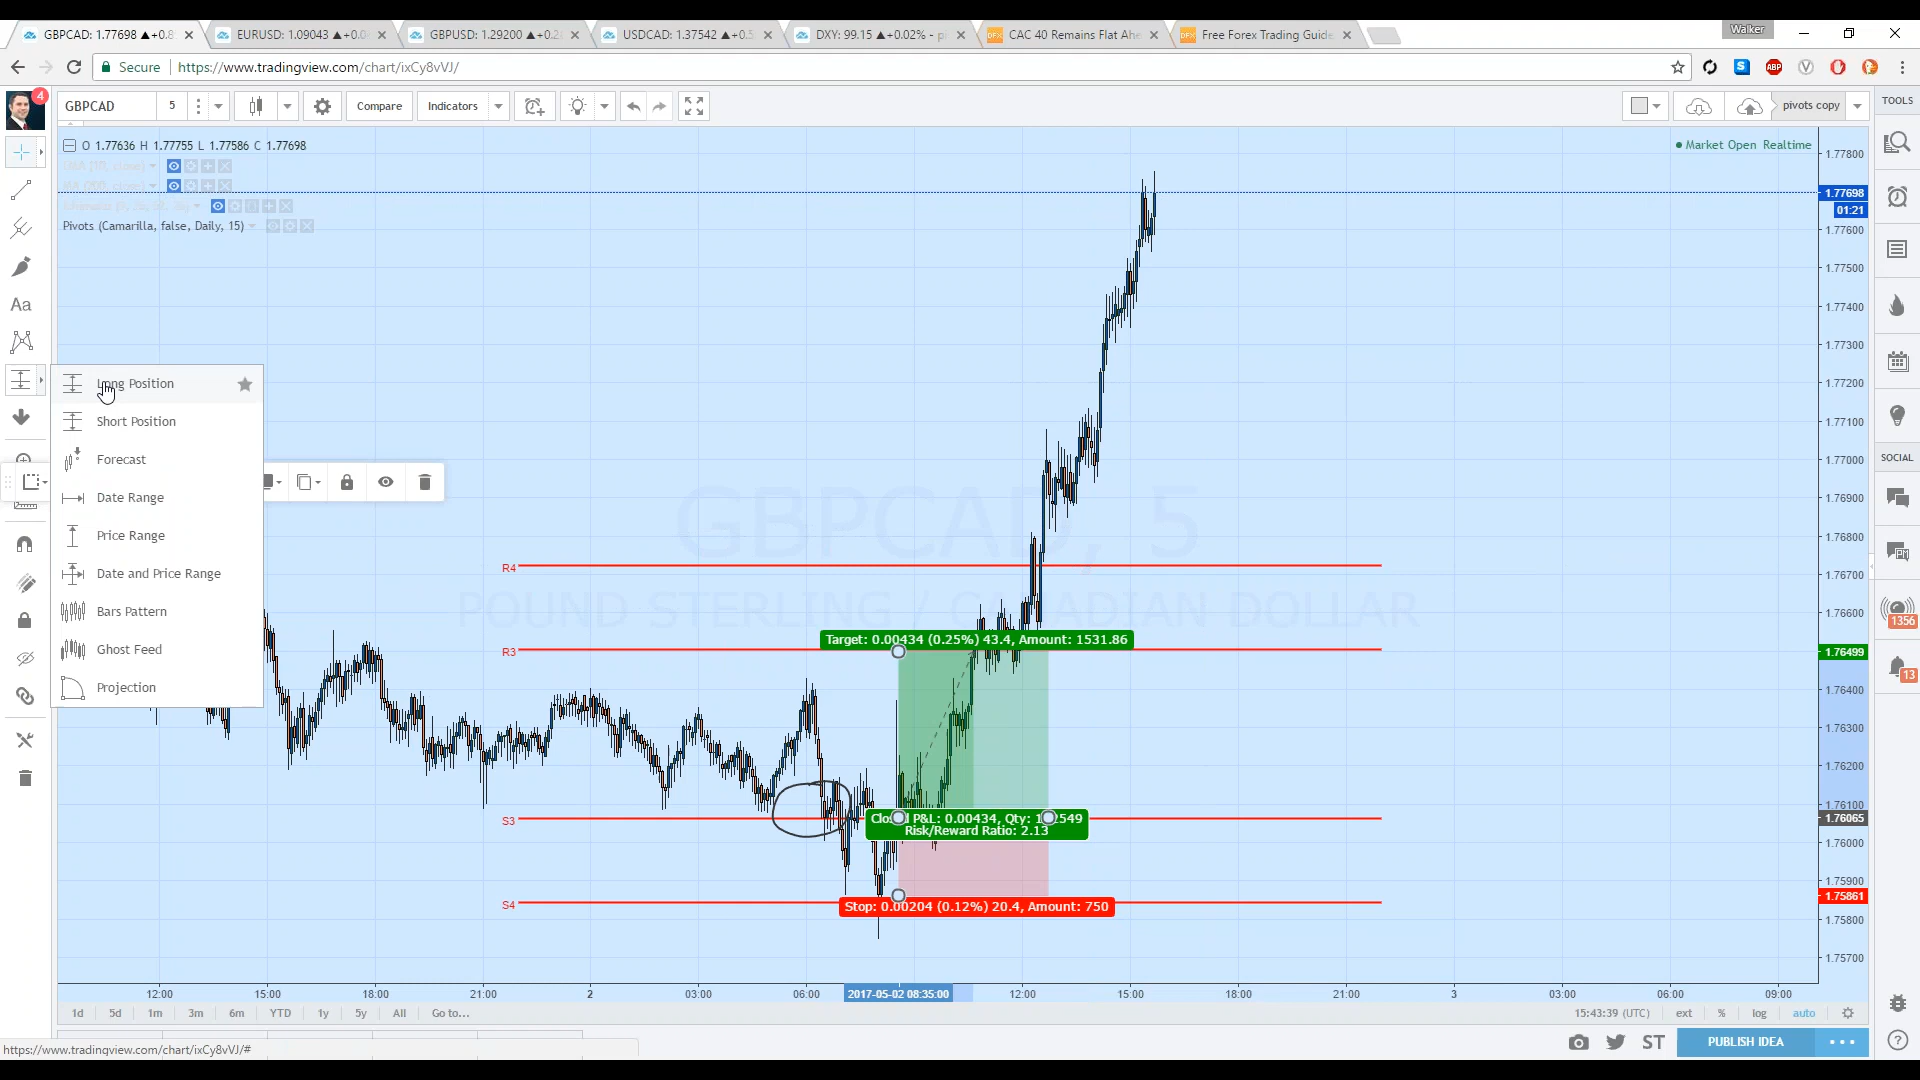 GBPCAD: 1.77698 ▲+0.8
EURUSD: 1.09043 ▲+0.0
GBPUSD: 1.29200 ▲+0.2
USDCAD: 1.37542 ▲+0.5
DXY: 99.15 ▲+0.02% - p
CAC 40 Remains Flat Ahe
Free Forex Trading Guide
Walker
Secure https://www.tradingview.com/chart/ixCy8vVJ/
ABP
4
GBPCAD 5 Compare Indicators pivots copy TOOLS
O 1.77636 H 1.77755 L 1.77586 C 1.77698
Market Open Realtime
Pivots (Camarilla, false, Daily, 15)
Aa
Long Position
Short Position
Forecast
Date Range
Price Range
Date and Price Range
Bars Pattern
Ghost Feed
Projection
GBPCAD, 5
POUND STERLING / CANADIAN DOLLAR
R4
R3
S3
S4
Target: 0.00434 (0.25%) 43.4, Amount: 1531.86
P&L: 0.00434, Qty:
Risk/Reward Ratio: 2.13
Stop: 0.00204 (0.12%) 20.4, Amount: 750
1.77800
1.77698
01:21
1.77600
1.77500
1.77400
1.77300
1.77200
1.77100
1.77000
1.76900
1.76800
1.76700
1.76600
1.76499
1.76400
1.76300
1.76200
1.76100
1.76065
1.76000
1.75900
1.75861
1.75800
1.75700
SOCIAL
1356
13
12:00 15:00 18:00 21:00 2 03:00 06:00 2017-05-02 08:35:00 12:00 15:00 18:00 21:00 3 03:00 06:00 09:00
1d 5d 1m 3m 6m YTD 1y 5y All Go to... 15:43:39 (UTC) ext % log auto
https://www.tradingview.com/chart/ixCy8vVJ/#
ST PUBLISH IDEA